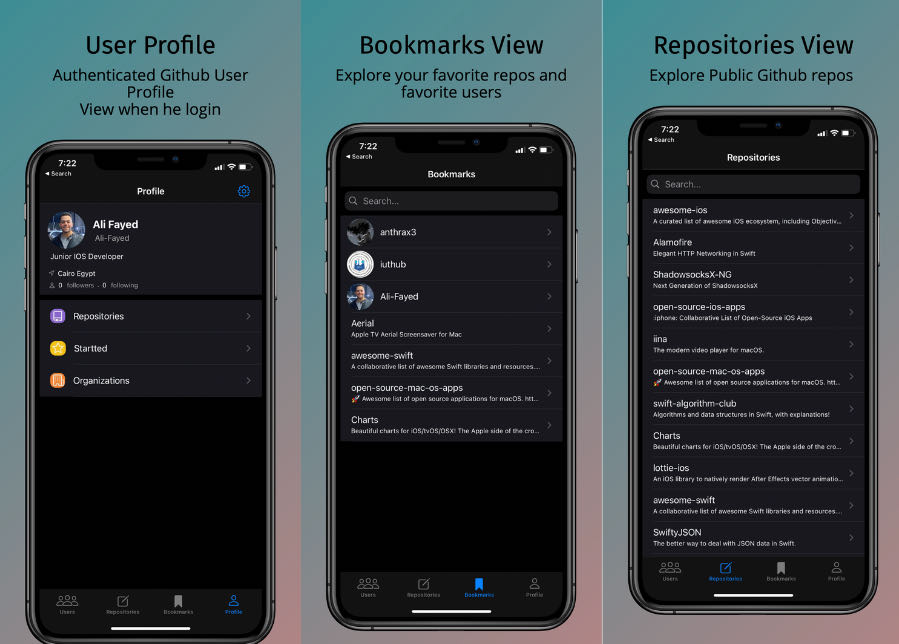 User Profile
Authenticated Github User
Profile
View when he login
7:22
Search
Profile
Ali Fayed
Ali-Fayed
Junior IOS Developer
Cairo Egypt
0 followers · 0 following
Repositories
Startted
Organizations
Users
Repositories
Bookmarks
Profile
Bookmarks View
Explore your favorite repos and
favorite users
7:22
Search
Bookmarks
Search...
anthrax3
iuthub
Ali-Fayed
Aerial
Apple TV Aerial Screensaver for Mac
awesome-swift
A collaborative list of awesome Swift libraries and resources....
open-source-mac-os-apps
🚀 Awesome list of open source applications for macOS. htt...
Charts
Beautiful charts for iOS/tvOS/OSX! The Apple side of the cro...
Users
Repositories
Bookmarks
Profile
Repositories View
Explore Public Github repos
7:22
Search
Repositories
Search...
awesome-ios
A curated list of awesome iOS ecosystem, including Objectiv...
Alamofire
Elegant HTTP Networking in Swift
ShadowsocksX-NG
Next Generation of ShadowsocksX
open-source-ios-apps
:iphone: Collaborative List of Open-Source iOS Apps
iina
The modern video player for macOS.
open-source-mac-os-apps
🚀 Awesome list of open source applications for macOS. htt...
swift-algorithm-club
Algorithms and data structures in Swift, with explanations!
Charts
Beautiful charts for iOS/tvOS/OSX! The Apple side of the cro...
lottie-ios
An iOS library to natively render After Effects vector animatio...
awesome-swift
A collaborative list of awesome Swift libraries and resources....
SwiftyJSON
The better way to deal with JSON data in Swift.
Users
Repositories
Bookmarks
Profile